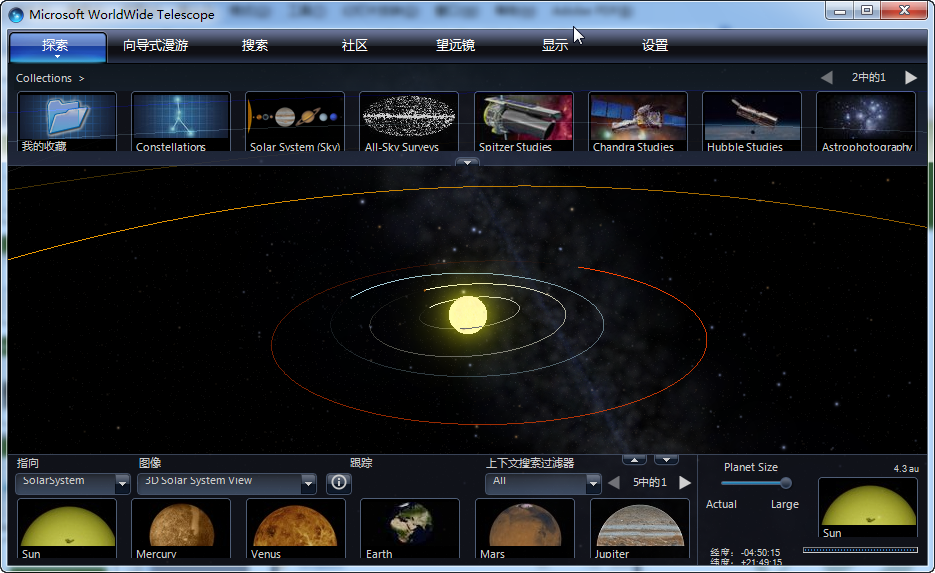 Microsoft WorldWide Telescope
探索 向导式漫游 搜索 社区 望远镜 显示 设置
Collections >
2中的1
我的收藏 Constellations Solar System (Sky) All-Sky Surveys Spitzer Studies Chandra Studies Hubble Studies Astrophotography
指向 图像 跟踪 上下文搜索过滤器
SolarSystem 3D Solar System View All 5中的1
Planet Size
Actual Large
4.3 au
Sun Mercury Venus Earth Mars Jupiter
Sun
经度: -04:50:15
纬度: +21:49:15